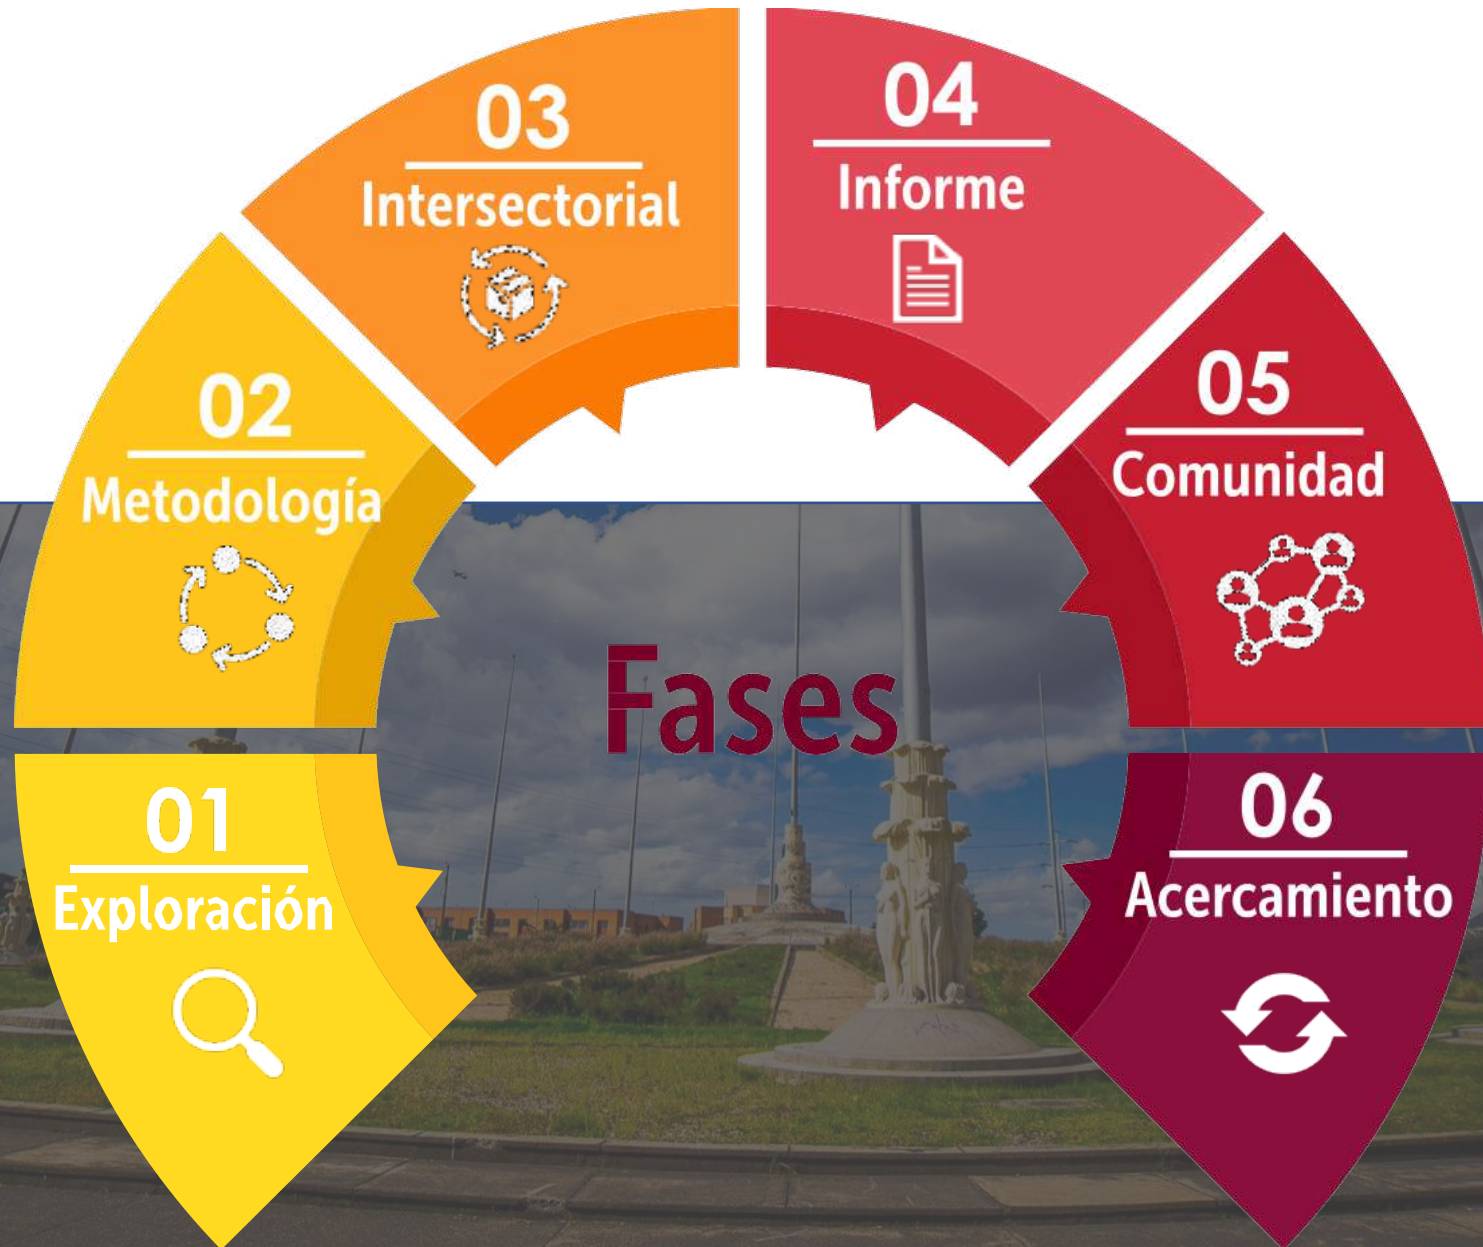 01
Exploración
02
Metodología
03
Intersectorial
04
Informe
05
Comunidad
06
Acercamiento
Fases